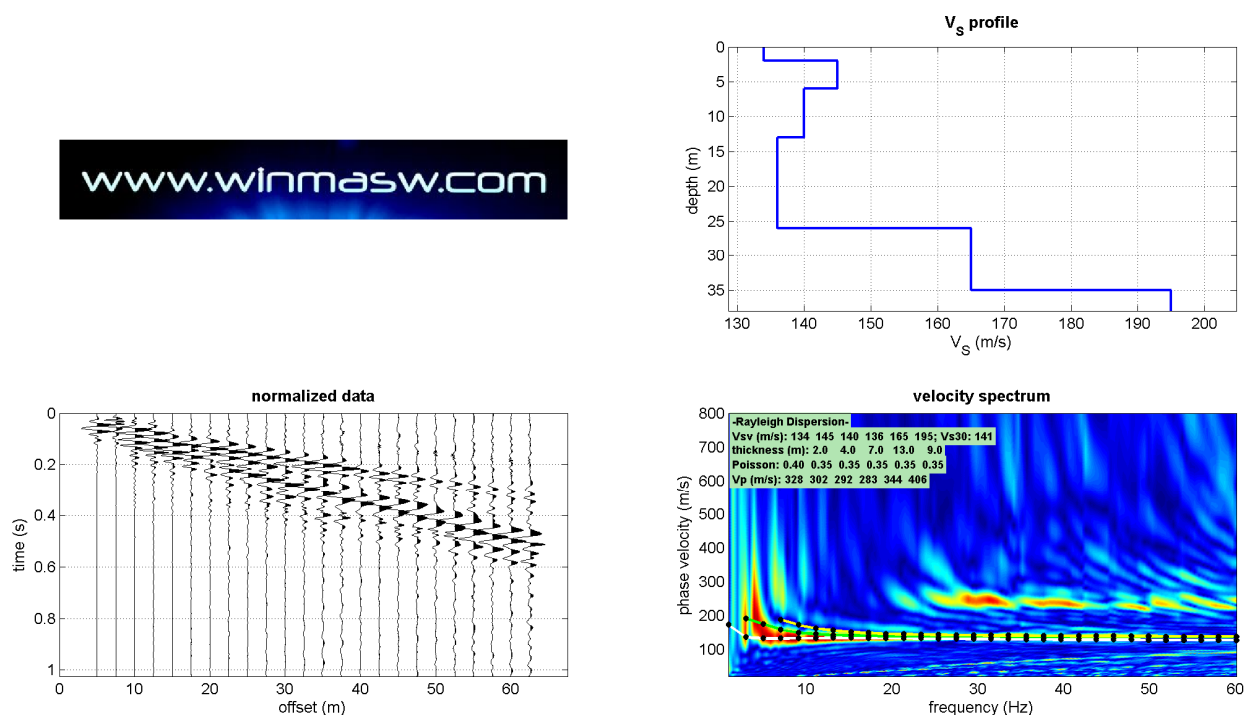 www.winmasw.com
V_S profile
0
5
10
15
20
25
30
35
depth (m)
130 140 150 160 170 180 190 200
V_S (m/s)
normalized data
0
0.2
0.4
0.6
0.8
1
time (s)
0 10 20 30 40 50 60
offset (m)
velocity spectrum
800
700
600
500
400
300
200
100
phase velocity (m/s)
-Rayleigh Dispersion-
Vsv (m/s): 134 145 140 136 165 195; Vs30: 141
thickness (m): 2.0 4.0 7.0 13.0 9.0
Poisson: 0.40 0.35 0.35 0.35 0.35 0.35
Vp (m/s): 328 302 292 283 344 406
10 20 30 40 50 60
frequency (Hz)